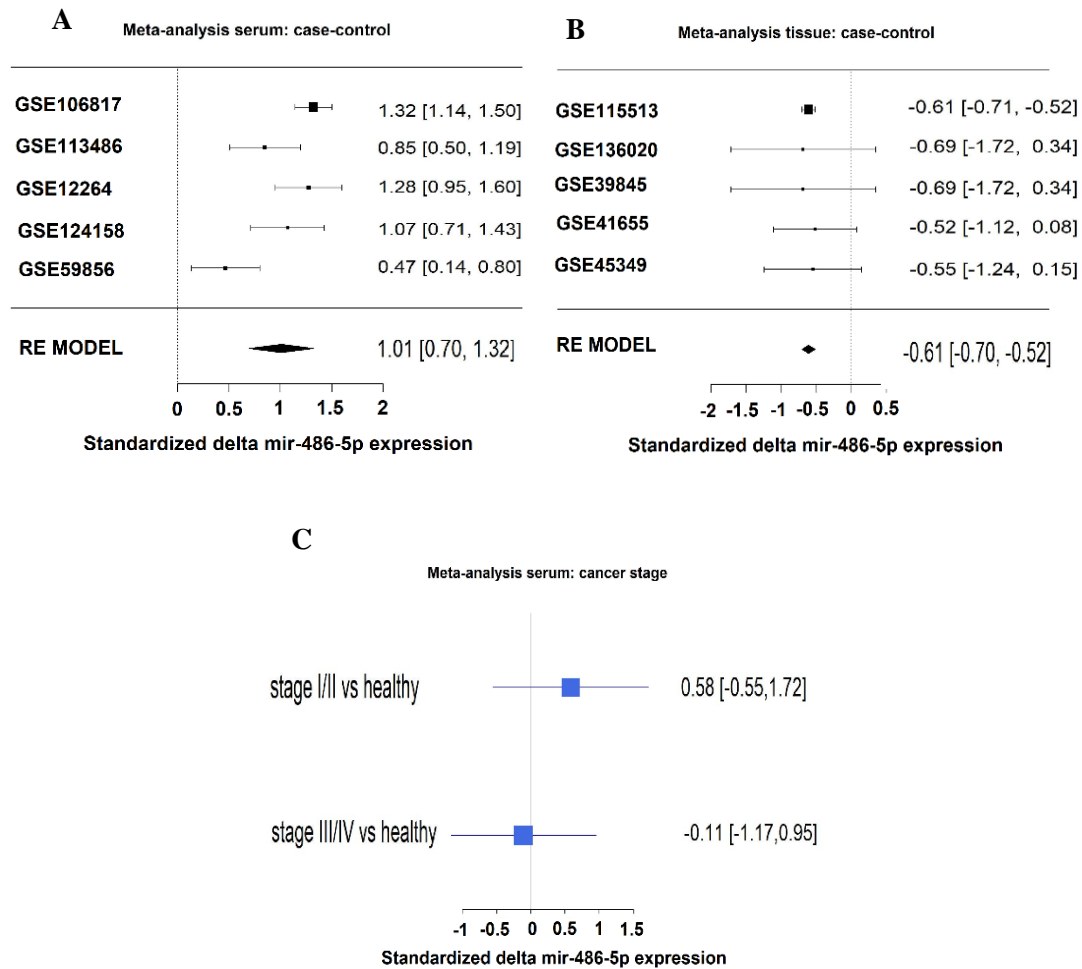 A
Meta-analysis serum: case-control
GSE106817 1.32 [1.14, 1.50]
GSE113486 0.85 [0.50, 1.19]
GSE12264 1.28 [0.95, 1.60]
GSE124158 1.07 [0.71, 1.43]
GSE59856 0.47 [0.14, 0.80]
RE MODEL 1.01 [0.70, 1.32]
0 0.5 1 1.5 2
Standardized delta mir-486-5p expression
B
Meta-analysis tissue: case-control
GSE115513 -0.61 [-0.71, -0.52]
GSE136020 -0.69 [-1.72, 0.34]
GSE39845 -0.69 [-1.72, 0.34]
GSE41655 -0.52 [-1.12, 0.08]
GSE45349 -0.55 [-1.24, 0.15]
RE MODEL -0.61 [-0.70, -0.52]
-2 -1.5 -1 -0.5 0 0.5
Standardized delta mir-486-5p expression
C
Meta-analysis serum: cancer stage
stage I/II vs healthy 0.58 [-0.55,1.72]
stage III/IV vs healthy -0.11 [-1.17,0.95]
-1 -0.5 0 0.5 1 1.5
Standardized delta mir-486-5p expression